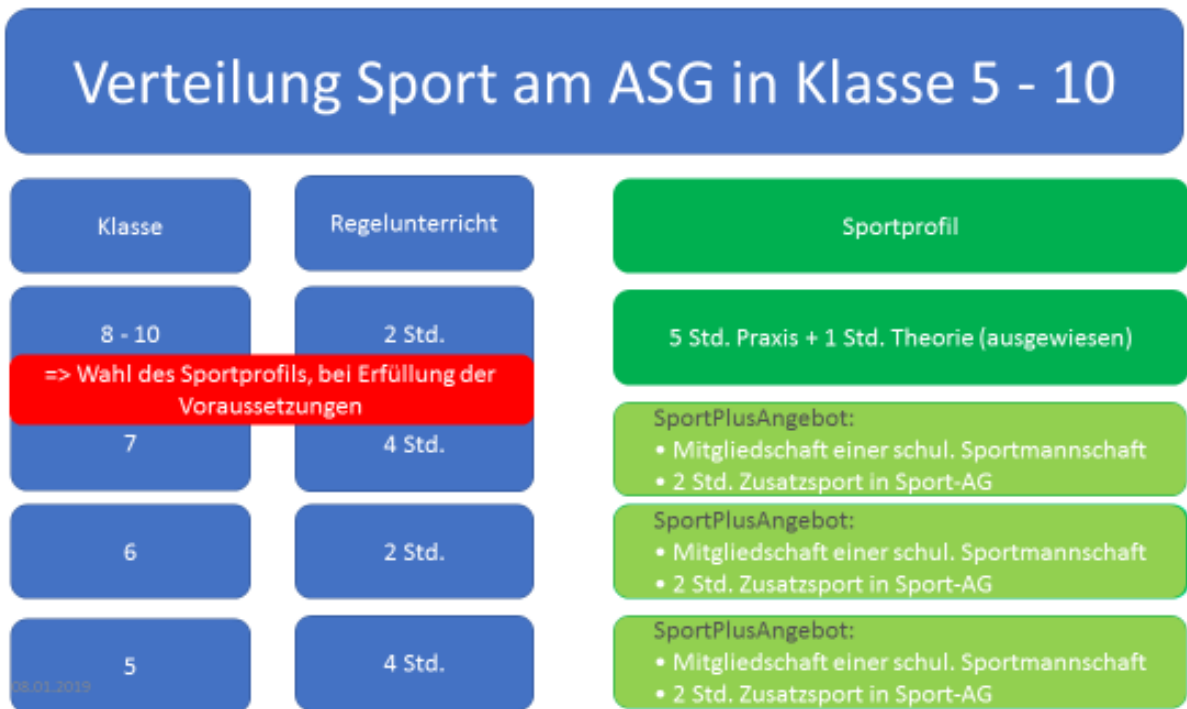 Verteilung Sport am ASG in Klasse 5 - 10
Klasse
Regelunterricht
Sportprofil
8 - 10
2 Std.
5 Std. Praxis + 1 Std. Theorie (ausgewiesen)
=> Wahl des Sportprofils, bei Erfüllung der
Voraussetzungen
7
4 Std.
SportPlusAngebot:
• Mitgliedschaft einer schul. Sportmannschaft
• 2 Std. Zusatzsport in Sport-AG
6
2 Std.
SportPlusAngebot:
• Mitgliedschaft einer schul. Sportmannschaft
• 2 Std. Zusatzsport in Sport-AG
5
4 Std.
SportPlusAngebot:
• Mitgliedschaft einer schul. Sportmannschaft
• 2 Std. Zusatzsport in Sport-AG
08.01.2019